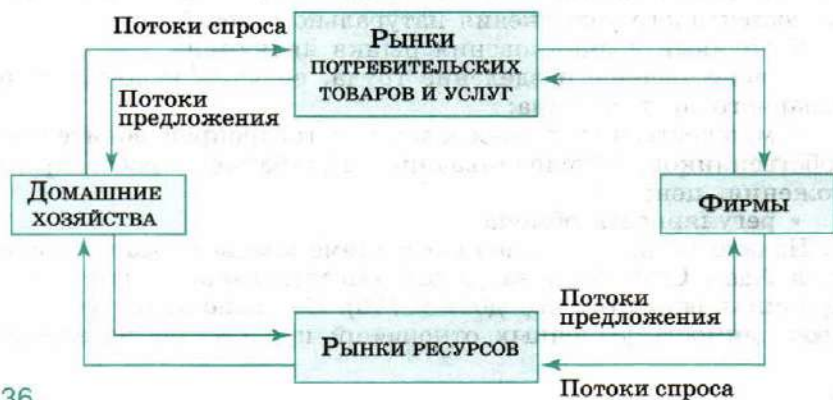 Потоки спроса
Рынки
потребительских
товаров и услуг
Потоки
предложения
Домашние
хозяйства
Фирмы
Потоки
предложения
Рынки ресурсов
Потоки спроса
36